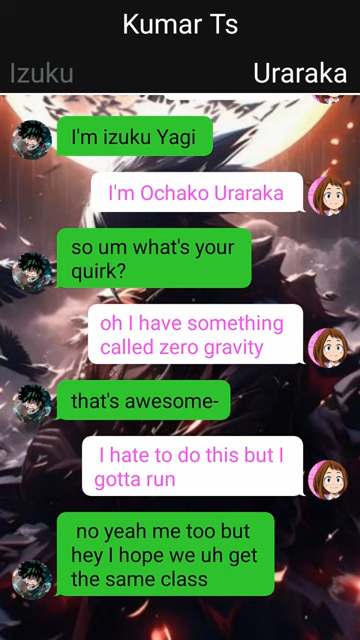 Kumar Ts
Izuku
Uraraka
I'm izuku Yagi
I'm Ochako Uraraka
so um what's your
quirk?
oh I have something
called zero gravity
that's awesome-
I hate to do this but I
gotta run
no yeah me too but
hey I hope we uh get
the same class